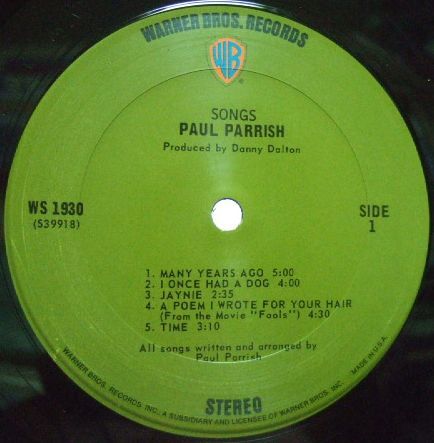 WARNER BROS. RECORDS
WB
SONGS
PAUL PARRISH
Produced by Danny Dalton
WS 1930
(S39918)
SIDE
1
1. MANY YEARS AGO 5:00
2. I ONCE HAD A DOG 4:00
3. JAYNIE 2:35
4. A POEM I WROTE FOR YOUR HAIR
(From the Movie "Fools") 4:30
5. TIME 3:10
All songs written and arranged by
Paul Parrish
STEREO
WARNER BROS. RECORDS INC., A SUBSIDIARY AND LICENSEE OF WARNER BROS. INC.
MADE IN U.S.A.